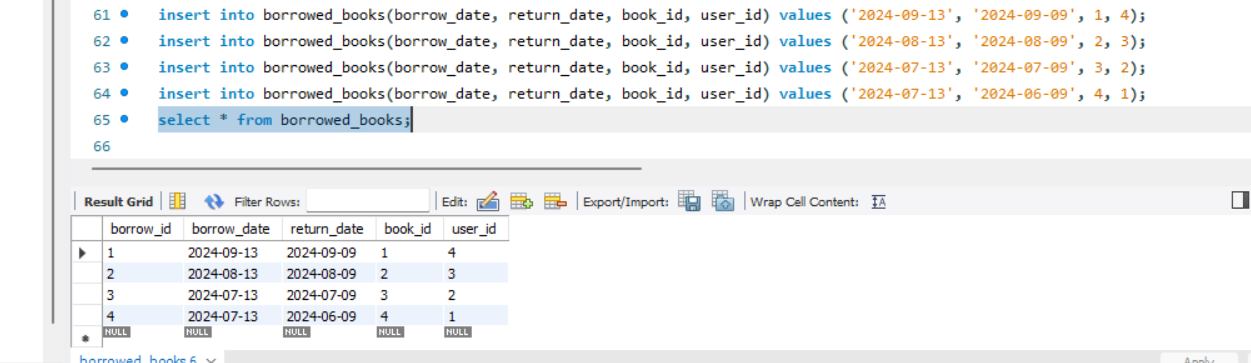 61 insert into borrowed_books(borrow_date, return_date, book_id, user_id) values ('2024-09-13', '2024-09-09', 1, 4);
62 insert into borrowed_books(borrow_date, return_date, book_id, user_id) values ('2024-08-13', '2024-08-09', 2, 3);
63 insert into borrowed_books(borrow_date, return_date, book_id, user_id) values ('2024-07-13', '2024-07-09', 3, 2);
64 insert into borrowed_books(borrow_date, return_date, book_id, user_id) values ('2024-07-13', '2024-06-09', 4, 1);
65 select * from borrowed_books;
66
Result Grid Filter Rows: Edit: Export/Import: Wrap Cell Content: IA
borrow_id borrow_date return_date book_id user_id
1 2024-09-13 2024-09-09 1 4
2 2024-08-13 2024-08-09 2 3
3 2024-07-13 2024-07-09 3 2
4 2024-07-13 2024-06-09 4 1
NULL NULL NULL NULL NULL
borrowed_books 6 Apply